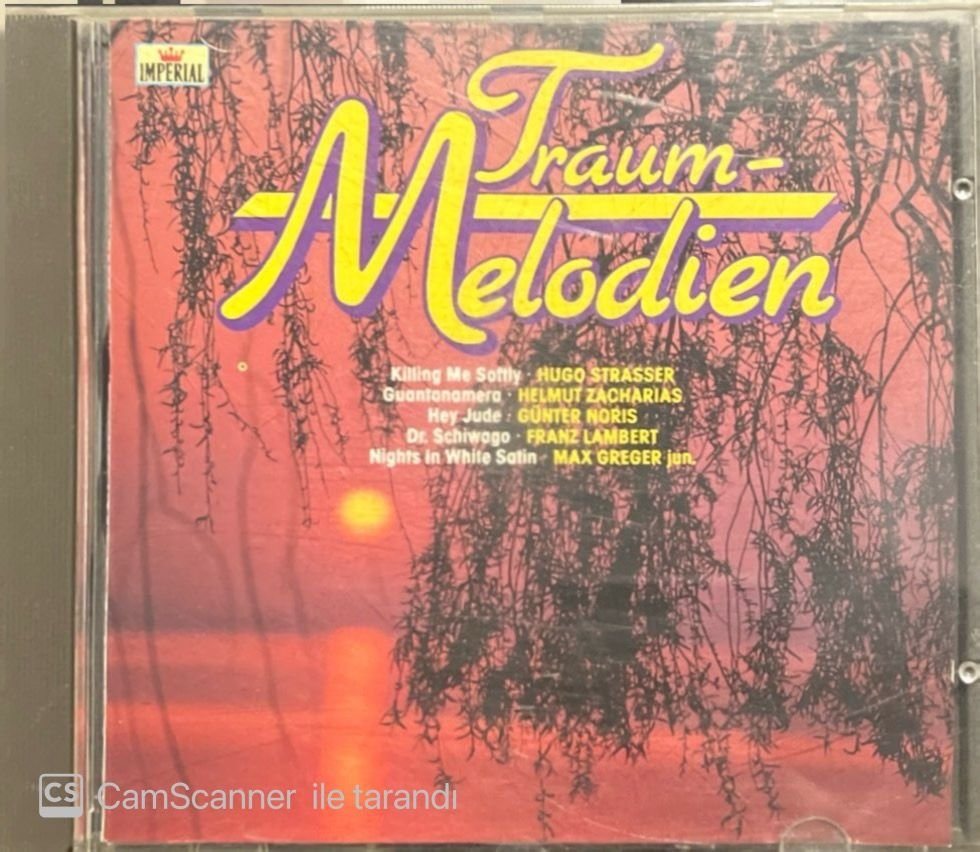 IMPERIAL
Traum-
Melodien
Killing Me Softly · HUGO STRASSER
Guantanamera · HELMUT ZACHARIAS
Hey Jude · GÜNTER NORIS
Dr. Schiwago · FRANZ LAMBERT
Nights in White Satin · MAX GREGER jun.
CS CamScanner ile tarandı